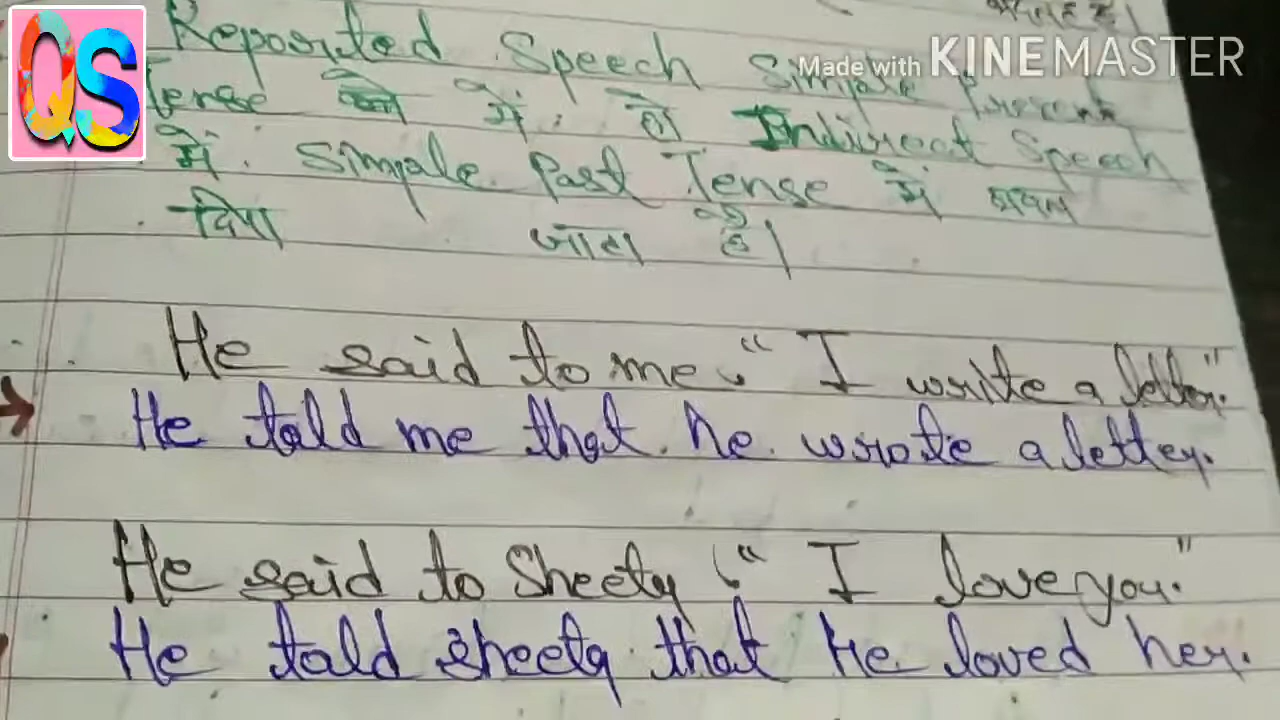 QS
Made with KINEMASTER
Reported Speech Simple Present
Tense में. हो Indirect Speech
में. Simple Past Tense में बदल
दिया जाता है।
He said to me, "I write a letter."
He told me that he wrote a letter.
He said to Sheety, "I love you."
He told sheety that he loved her.